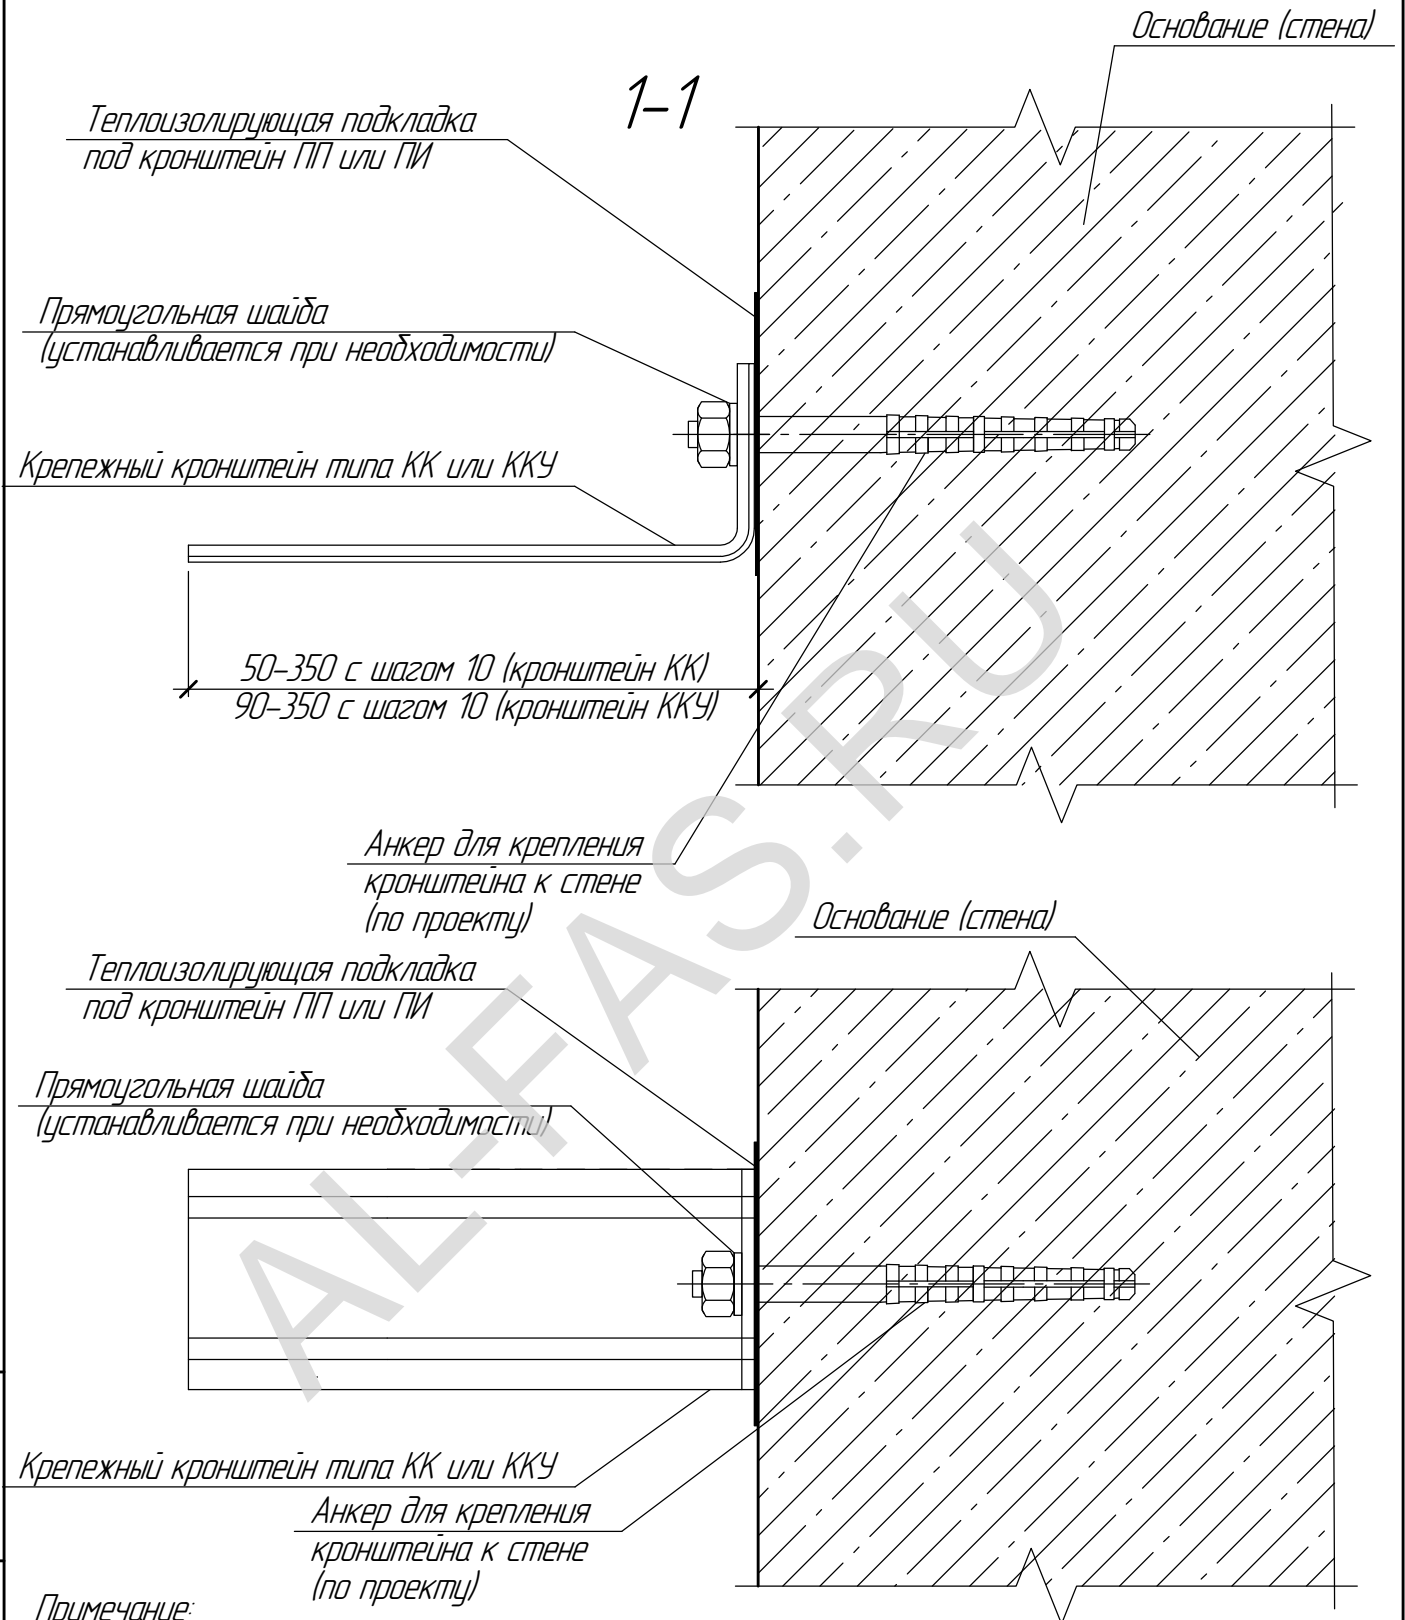 Основание (стена)
1-1
Теплоизолирующая подкладка
под кронштейн ПП или ПИ
Прямоугольная шайба
(устанавливается при необходимости)
Крепежный кронштейн типа КК или ККУ
50-350 с шагом 10 (кронштейн КК)
90-350 с шагом 10 (кронштейн ККУ)
Анкер для крепления
кронштейна к стене
(по проекту)
Основание (стена)
Теплоизолирующая подкладка
под кронштейн ПП или ПИ
Прямоугольная шайба
(устанавливается при необходимости)
Крепежный кронштейн типа КК или ККУ
Анкер для крепления
кронштейна к стене
(по проекту)
Примечание:
AL-FAS.RU